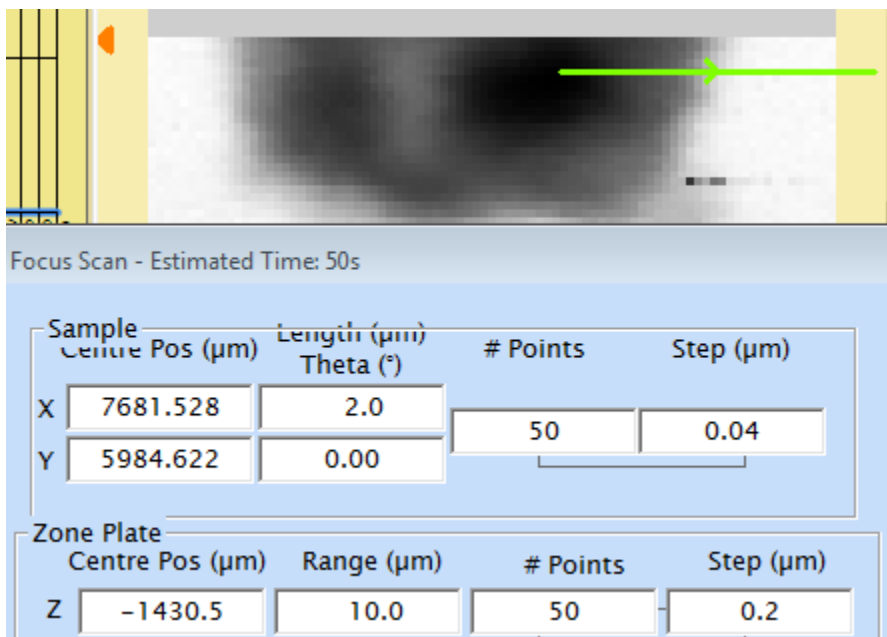 Focus Scan - Estimated Time: 50s
Sample
Centre Pos (µm) Length (µm) # Points Step (µm)
Theta (°)
X 7681.528 2.0 50 0.04
Y 5984.622 0.00
Zone Plate
Centre Pos (µm) Range (µm) # Points Step (µm)
Z -1430.5 10.0 50 0.2